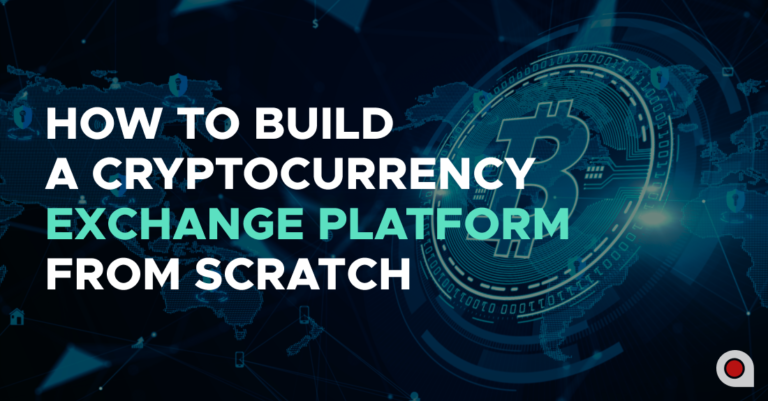 HOW TO BUILD
A CRYPTOCURRENCY
EXCHANGE PLATFORM
FROM SCRATCH